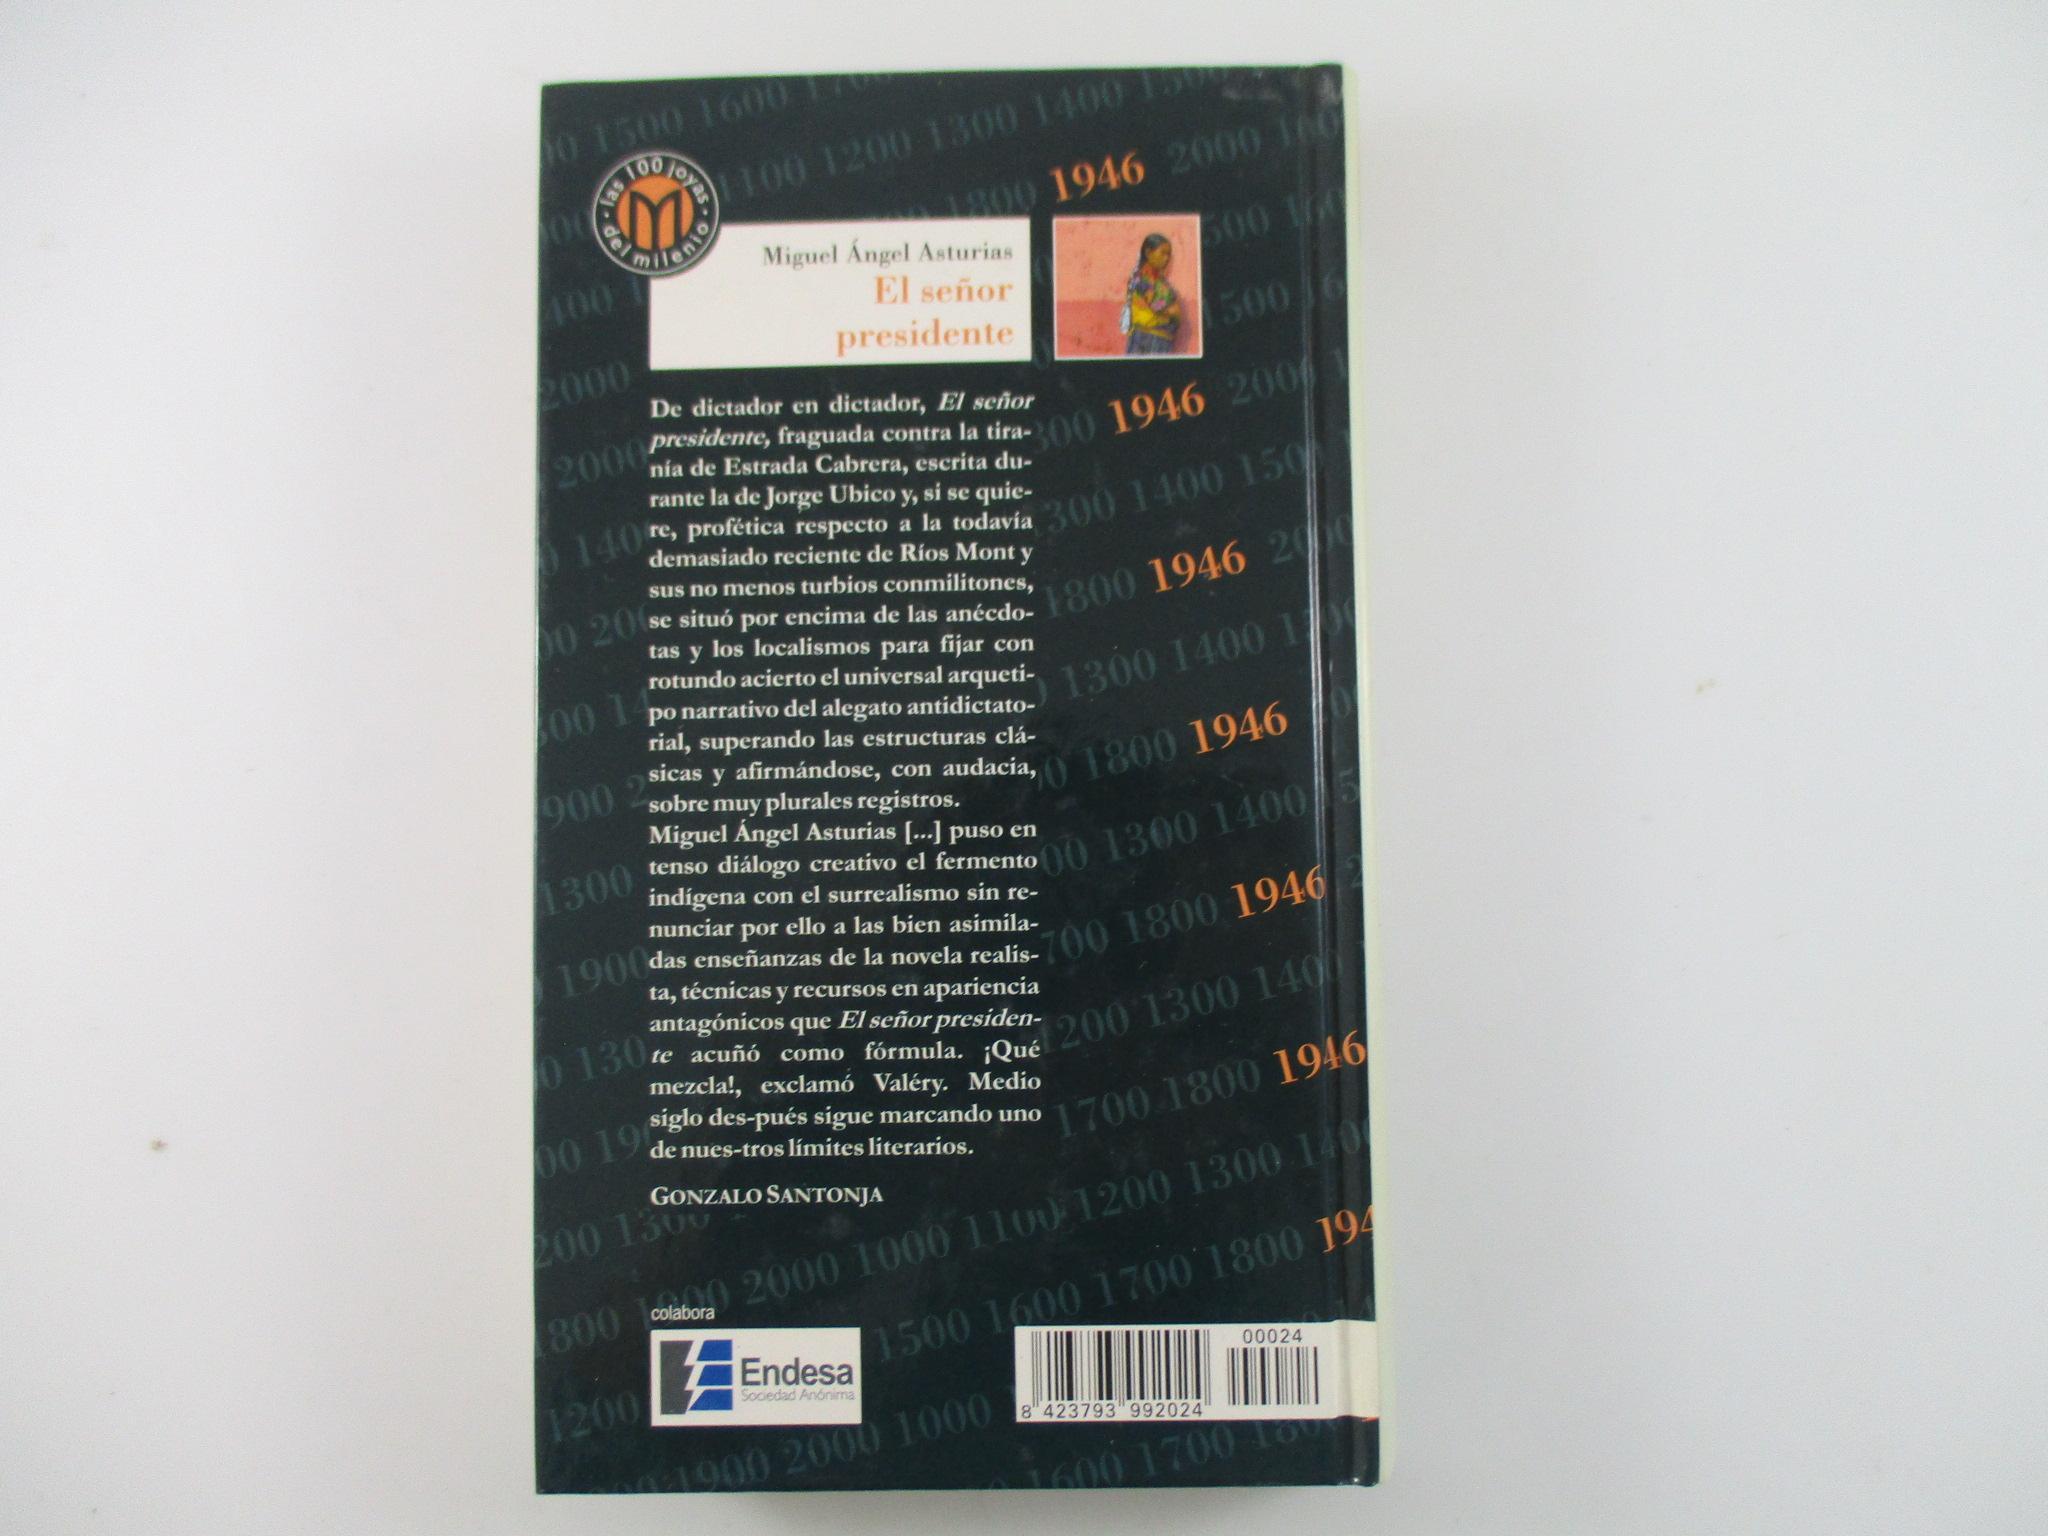 las 100 joyas del milenio
M
1946
Miguel Ángel Asturias
El señor
presidente
De dictador en dictador, El señor
presidente, fraguada contra la tira-
nía de Estrada Cabrera, escrita du-
rante la de Jorge Ubico y, si se quie-
re, profética respecto a la todavía
demasiado reciente de Ríos Mont y
sus no menos turbios conmilitones,
se situó por encima de las anécdo-
tas y los localismos para fijar con
rotundo acierto el universal arqueti-
po narrativo del alegato antidictato-
rial, superando las estructuras clá-
sicas y afirmándose, con audacia,
sobre muy plurales registros.
Miguel Ángel Asturias [...] puso en
tenso diálogo creativo el fermento
indígena con el surrealismo sin re-
nunciar por ello a las bien asimila-
das enseñanzas de la novela realis-
ta, técnicas y recursos en apariencia
antagónicos que El señor presiden-
te acuñó como fórmula. ¡Qué
mezcla!, exclamó Valéry. Medio
siglo des-pués sigue marcando uno
de nues-tros límites literarios.
GONZALO SANTONJA
1946
1946
1946
1946
1946
colabora
Endesa
Sociedad Anónima
00024
8 423793 992024